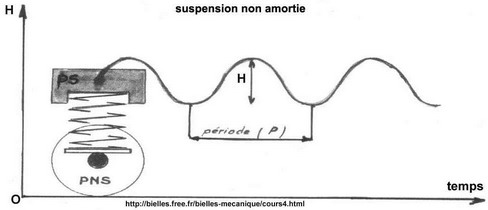 H
suspension non amortie
PS
H
période (P)
PNS
O
temps
http://bielles.free.fr/bielles-mecanique/cours4.html